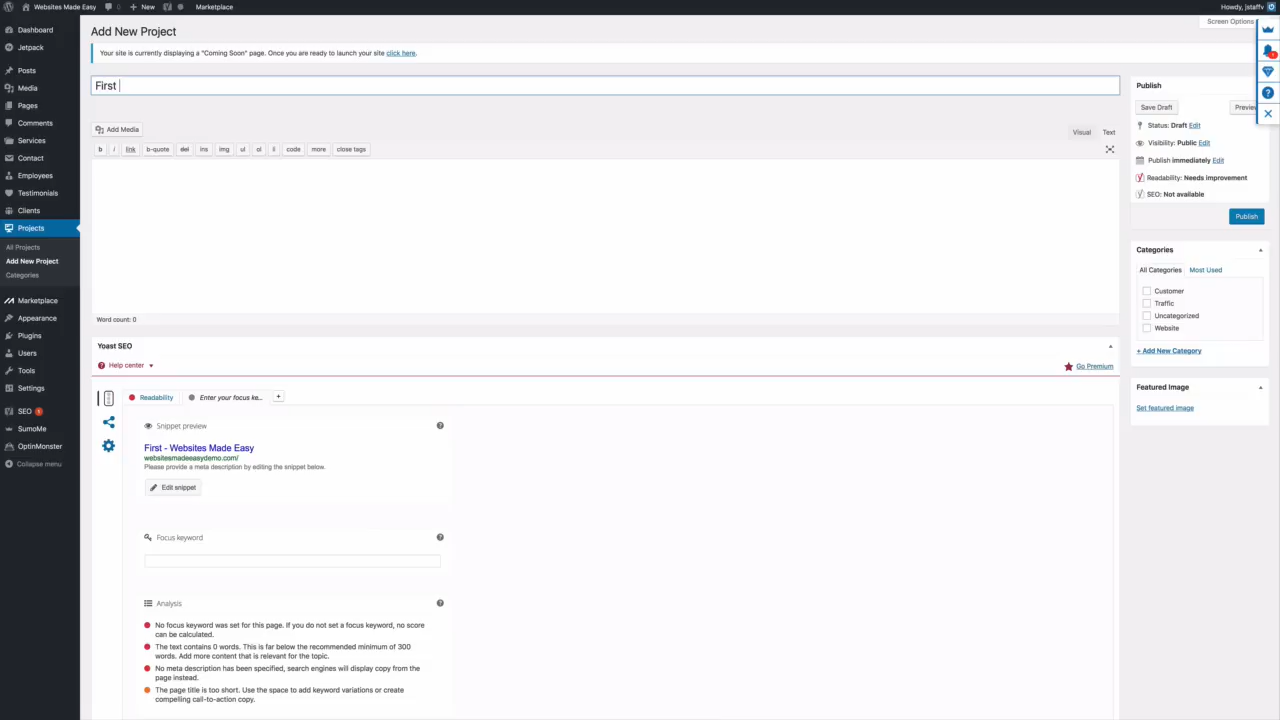 Websites Made Easy 0 New Marketplace Howdy, jstaffv
Screen Options
Dashboard
Jetpack
Posts
Media
Pages
Comments
Services
Contact
Employees
Testimonials
Clients
Projects
All Projects
Add New Project
Categories
Marketplace
Appearance
Plugins
Users
Tools
Settings
SEO 1
SumoMe
OptinMonster
Collapse menu
Add New Project
Your site is currently displaying a "Coming Soon" page. Once you are ready to launch your site click here.
First
Add Media
Visual Text
b i link b-quote del ins img ul ol li code more close tags
Word count: 0
Yoast SEO
Help center
Go Premium
Readability Enter your focus ke... +
Snippet preview
First - Websites Made Easy
websitesmadeeasydemo.com/
Please provide a meta description by editing the snippet below.
Edit snippet
Focus keyword
Analysis
No focus keyword was set for this page. If you do not set a focus keyword, no score
can be calculated.
The text contains 0 words. This is far below the recommended minimum of 300
words. Add more content that is relevant for the topic.
No meta description has been specified, search engines will display copy from the
page instead.
The page title is too short. Use the space to add keyword variations or create
compelling call-to-action copy.
Publish
Save Draft Preview
Status: Draft Edit
Visibility: Public Edit
Publish immediately Edit
Readability: Needs improvement
SEO: Not available
Publish
Categories
All Categories Most Used
Customer
Traffic
Uncategorized
Website
+ Add New Category
Featured Image
Set featured image